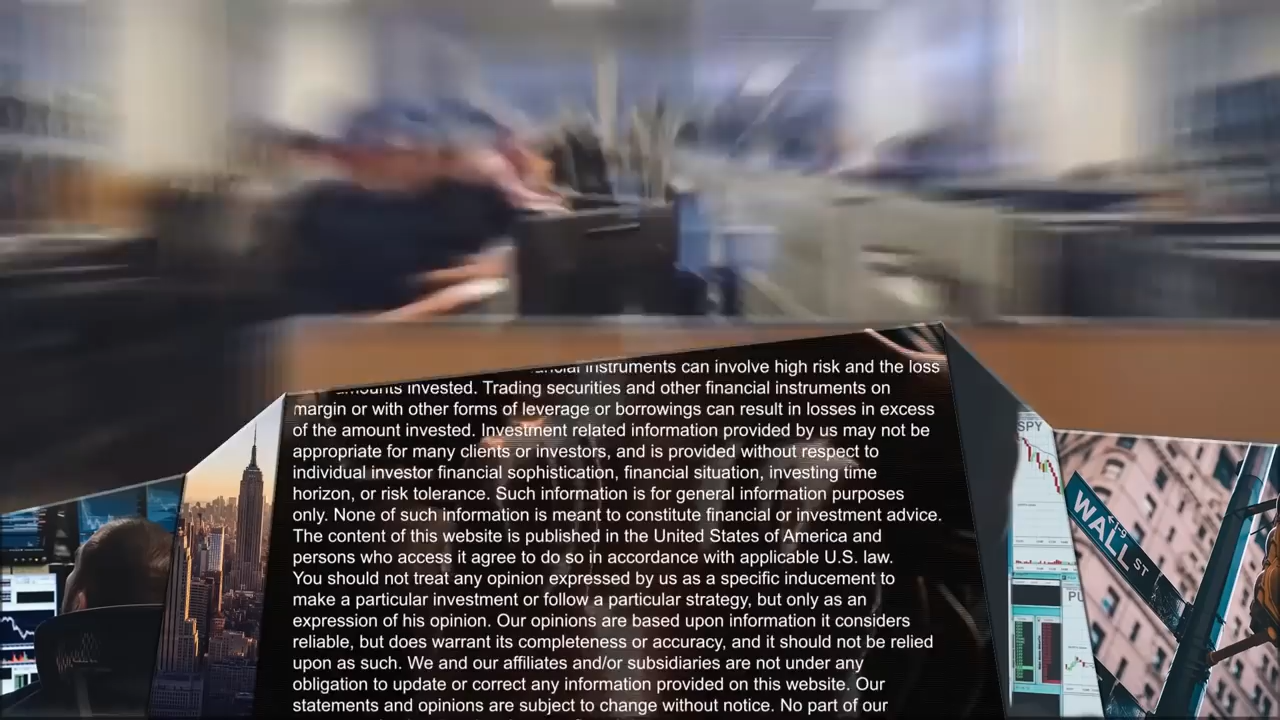 instruments can involve high risk and the loss
invested. Trading securities and other financial instruments on
margin or with other forms of leverage or borrowings can result in losses in excess
of the amount invested. Investment related information provided by us may not be
appropriate for many clients or investors, and is provided without respect to
individual investor financial sophistication, financial situation, investing time
horizon, or risk tolerance. Such information is for general information purposes
only. None of such information is meant to constitute financial or investment advice.
The content of this website is published in the United States of America and
persons who access it agree to do so in accordance with applicable U.S. law.
You should not treat any opinion expressed by us as a specific inducement to
make a particular investment or follow a particular strategy, but only as an
expression of his opinion. Our opinions are based upon information it considers
reliable, but does warrant its completeness or accuracy, and it should not be relied
upon as such. We and our affiliates and/or subsidiaries are not under any
obligation to update or correct any information provided on this website. Our
statements and opinions are subject to change without notice. No part of our
SPY
WALL ST